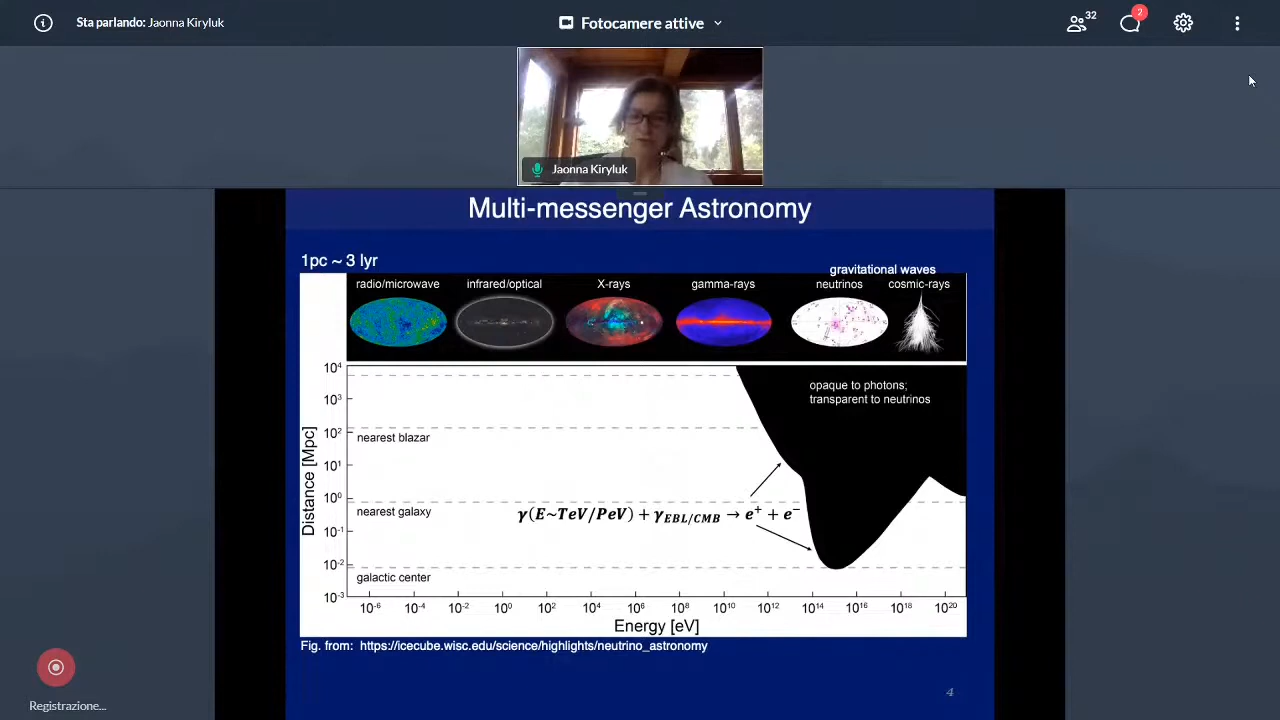 Sta parlando: Jaonna Kiryluk
Fotocamere attive
32
2
Jaonna Kiryluk
Multi-messenger Astronomy
1pc ~ 3 lyr
gravitational waves
radio/microwave infrared/optical X-rays gamma-rays neutrinos cosmic-rays
opaque to photons;
transparent to neutrinos
Distance [Mpc]
10⁴
10³
10²
10¹
10⁰
10⁻¹
10⁻²
10⁻³
nearest blazar
nearest galaxy
galactic center
γ(E~TeV/PeV) + γEBL/CMB → e⁺ + e⁻
10⁻⁶ 10⁻⁴ 10⁻² 10⁰ 10² 10⁴ 10⁶ 10⁸ 10¹⁰ 10¹² 10¹⁴ 10¹⁶ 10¹⁸ 10²⁰
Energy [eV]
Fig. from: https://icecube.wisc.edu/science/highlights/neutrino_astronomy
4
Registrazione...